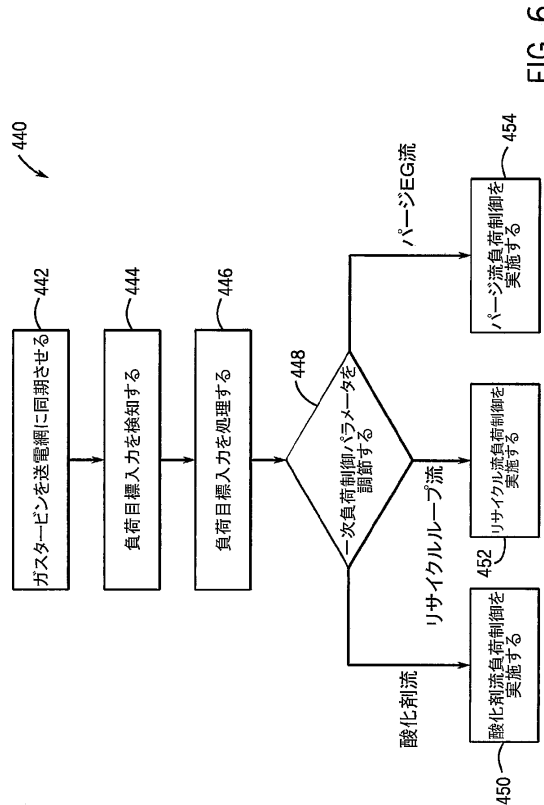 440
ガスタービンを送電網に同期させる
442
負荷目標入力を検知する
444
負荷目標入力を処理する
446
一次負荷制御パラメータを
調節する
448
酸化剤流
リサイクルループ流
パージEG流
酸化剤流負荷制御を
実施する
450
リサイクル流負荷制御を
実施する
452
パージ流負荷制御を
実施する
454
FIG. 6